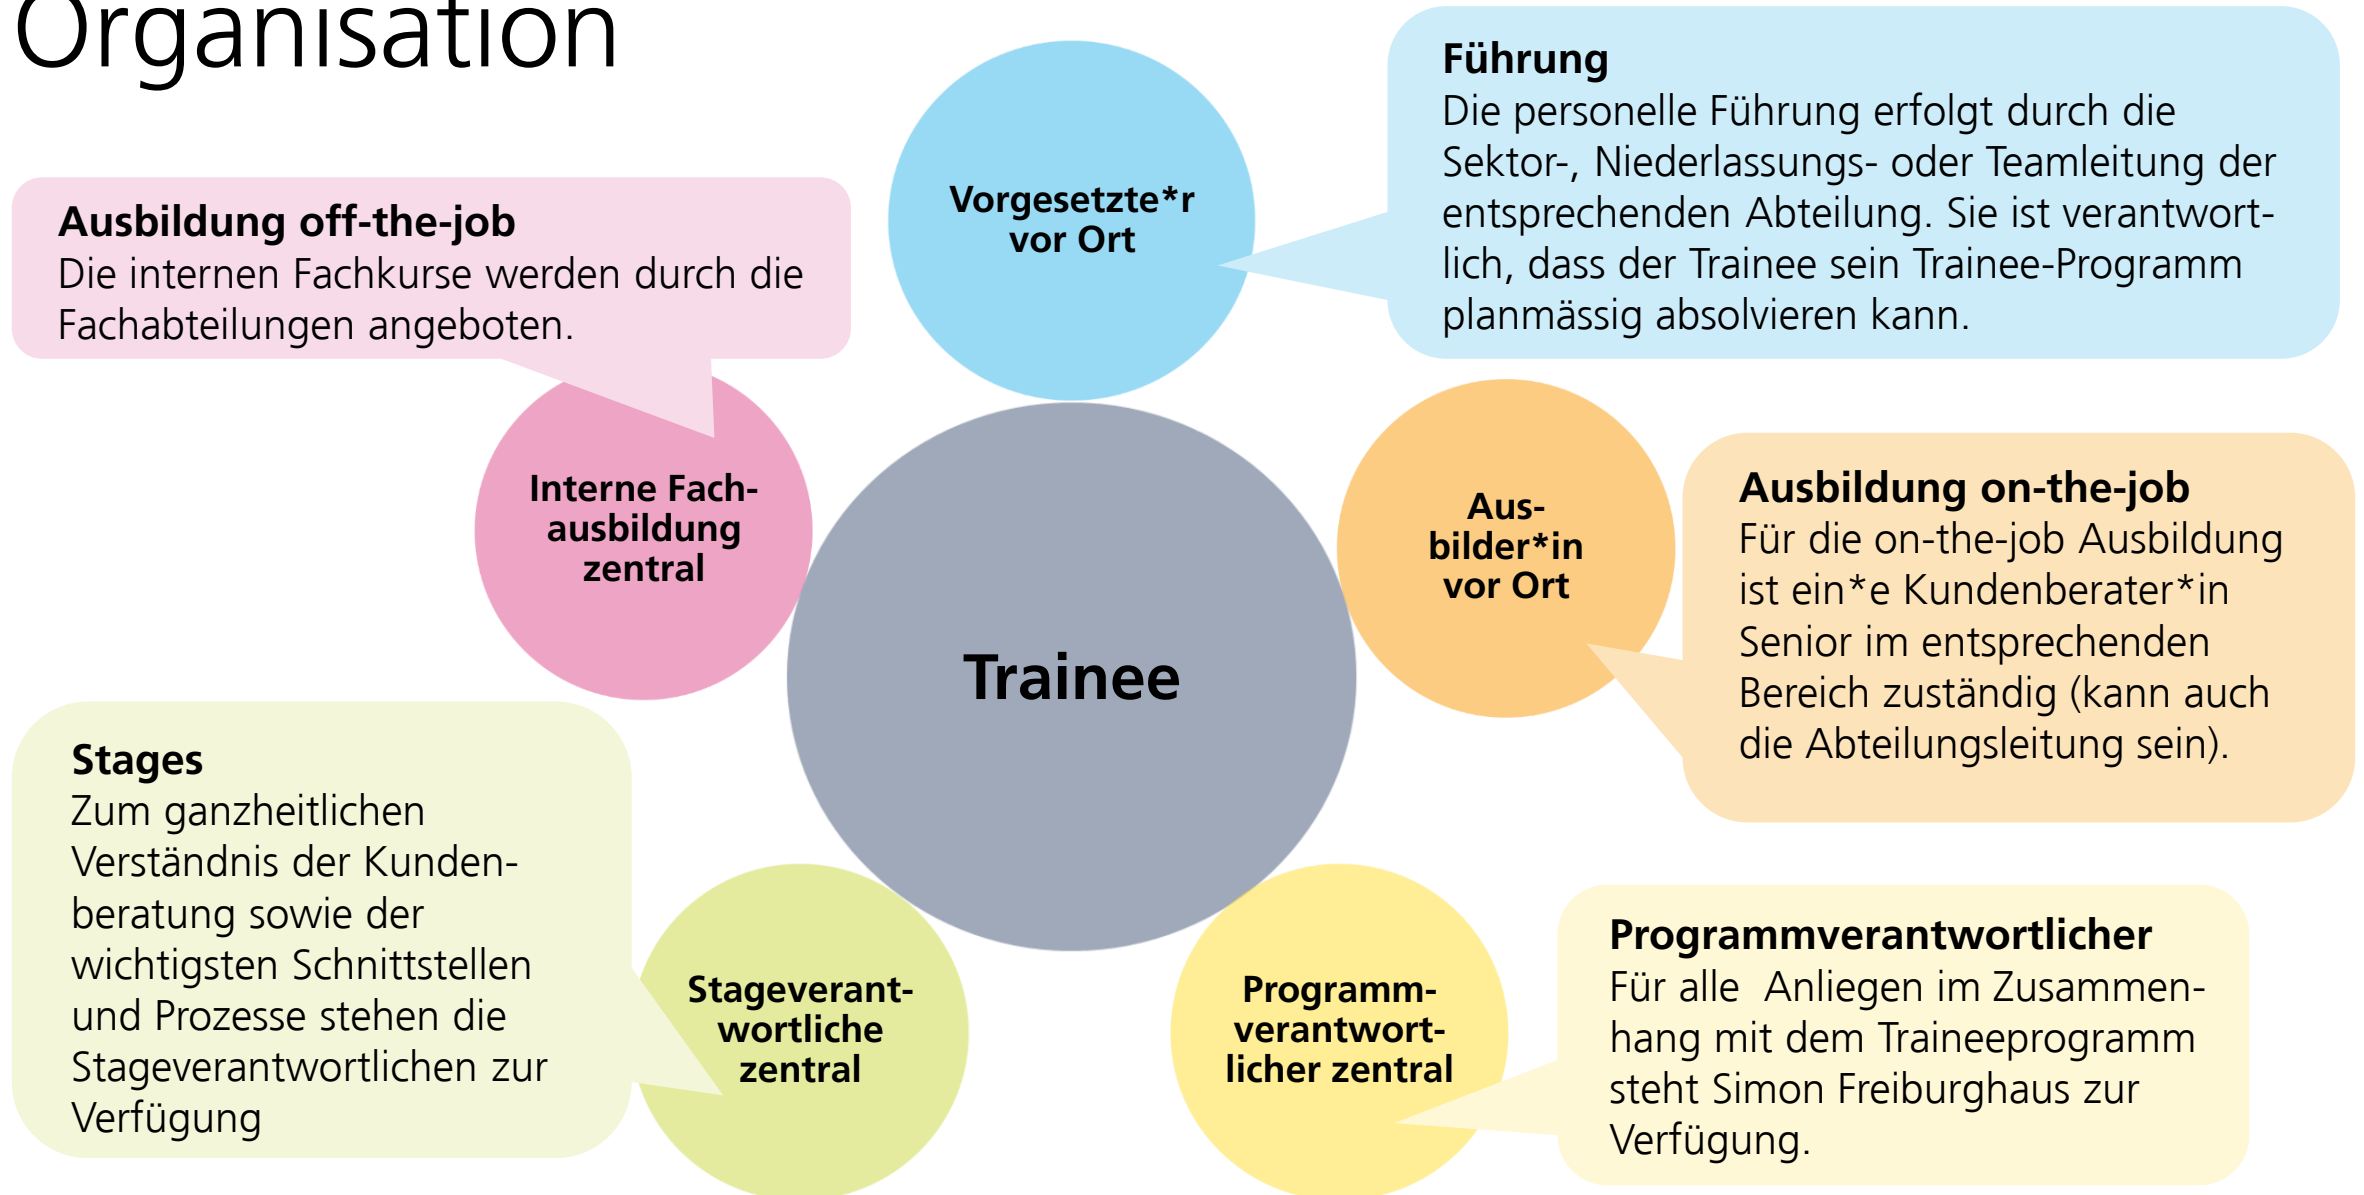 Organisation
Führung
Die personelle Führung erfolgt durch die
Sektor-, Niederlassungs- oder Teamleitung der
entsprechenden Abteilung. Sie ist verantwort-
lich, dass der Trainee sein Trainee-Programm
planmässig absolvieren kann.
Vorgesetzte*r
vor Ort
Ausbildung off-the-job
Die internen Fachkurse werden durch die
Fachabteilungen angeboten.
Interne Fach-
ausbildung
zentral
Aus-
bilder*in
vor Ort
Ausbildung on-the-job
Für die on-the-job Ausbildung
ist ein*e Kundenberater*in
Senior im entsprechenden
Bereich zuständig (kann auch
die Abteilungsleitung sein).
Trainee
Stages
Zum ganzheitlichen
Verständnis der Kunden-
beratung sowie der
wichtigsten Schnittstellen
und Prozesse stehen die
Stageverantwortlichen zur
Verfügung
Stageverant-
wortliche
zentral
Programm-
verantwort-
licher zentral
Programmverantwortlicher
Für alle  Anliegen im Zusammen-
hang mit dem Traineeprogramm
steht Simon Freiburghaus zur
Verfügung.